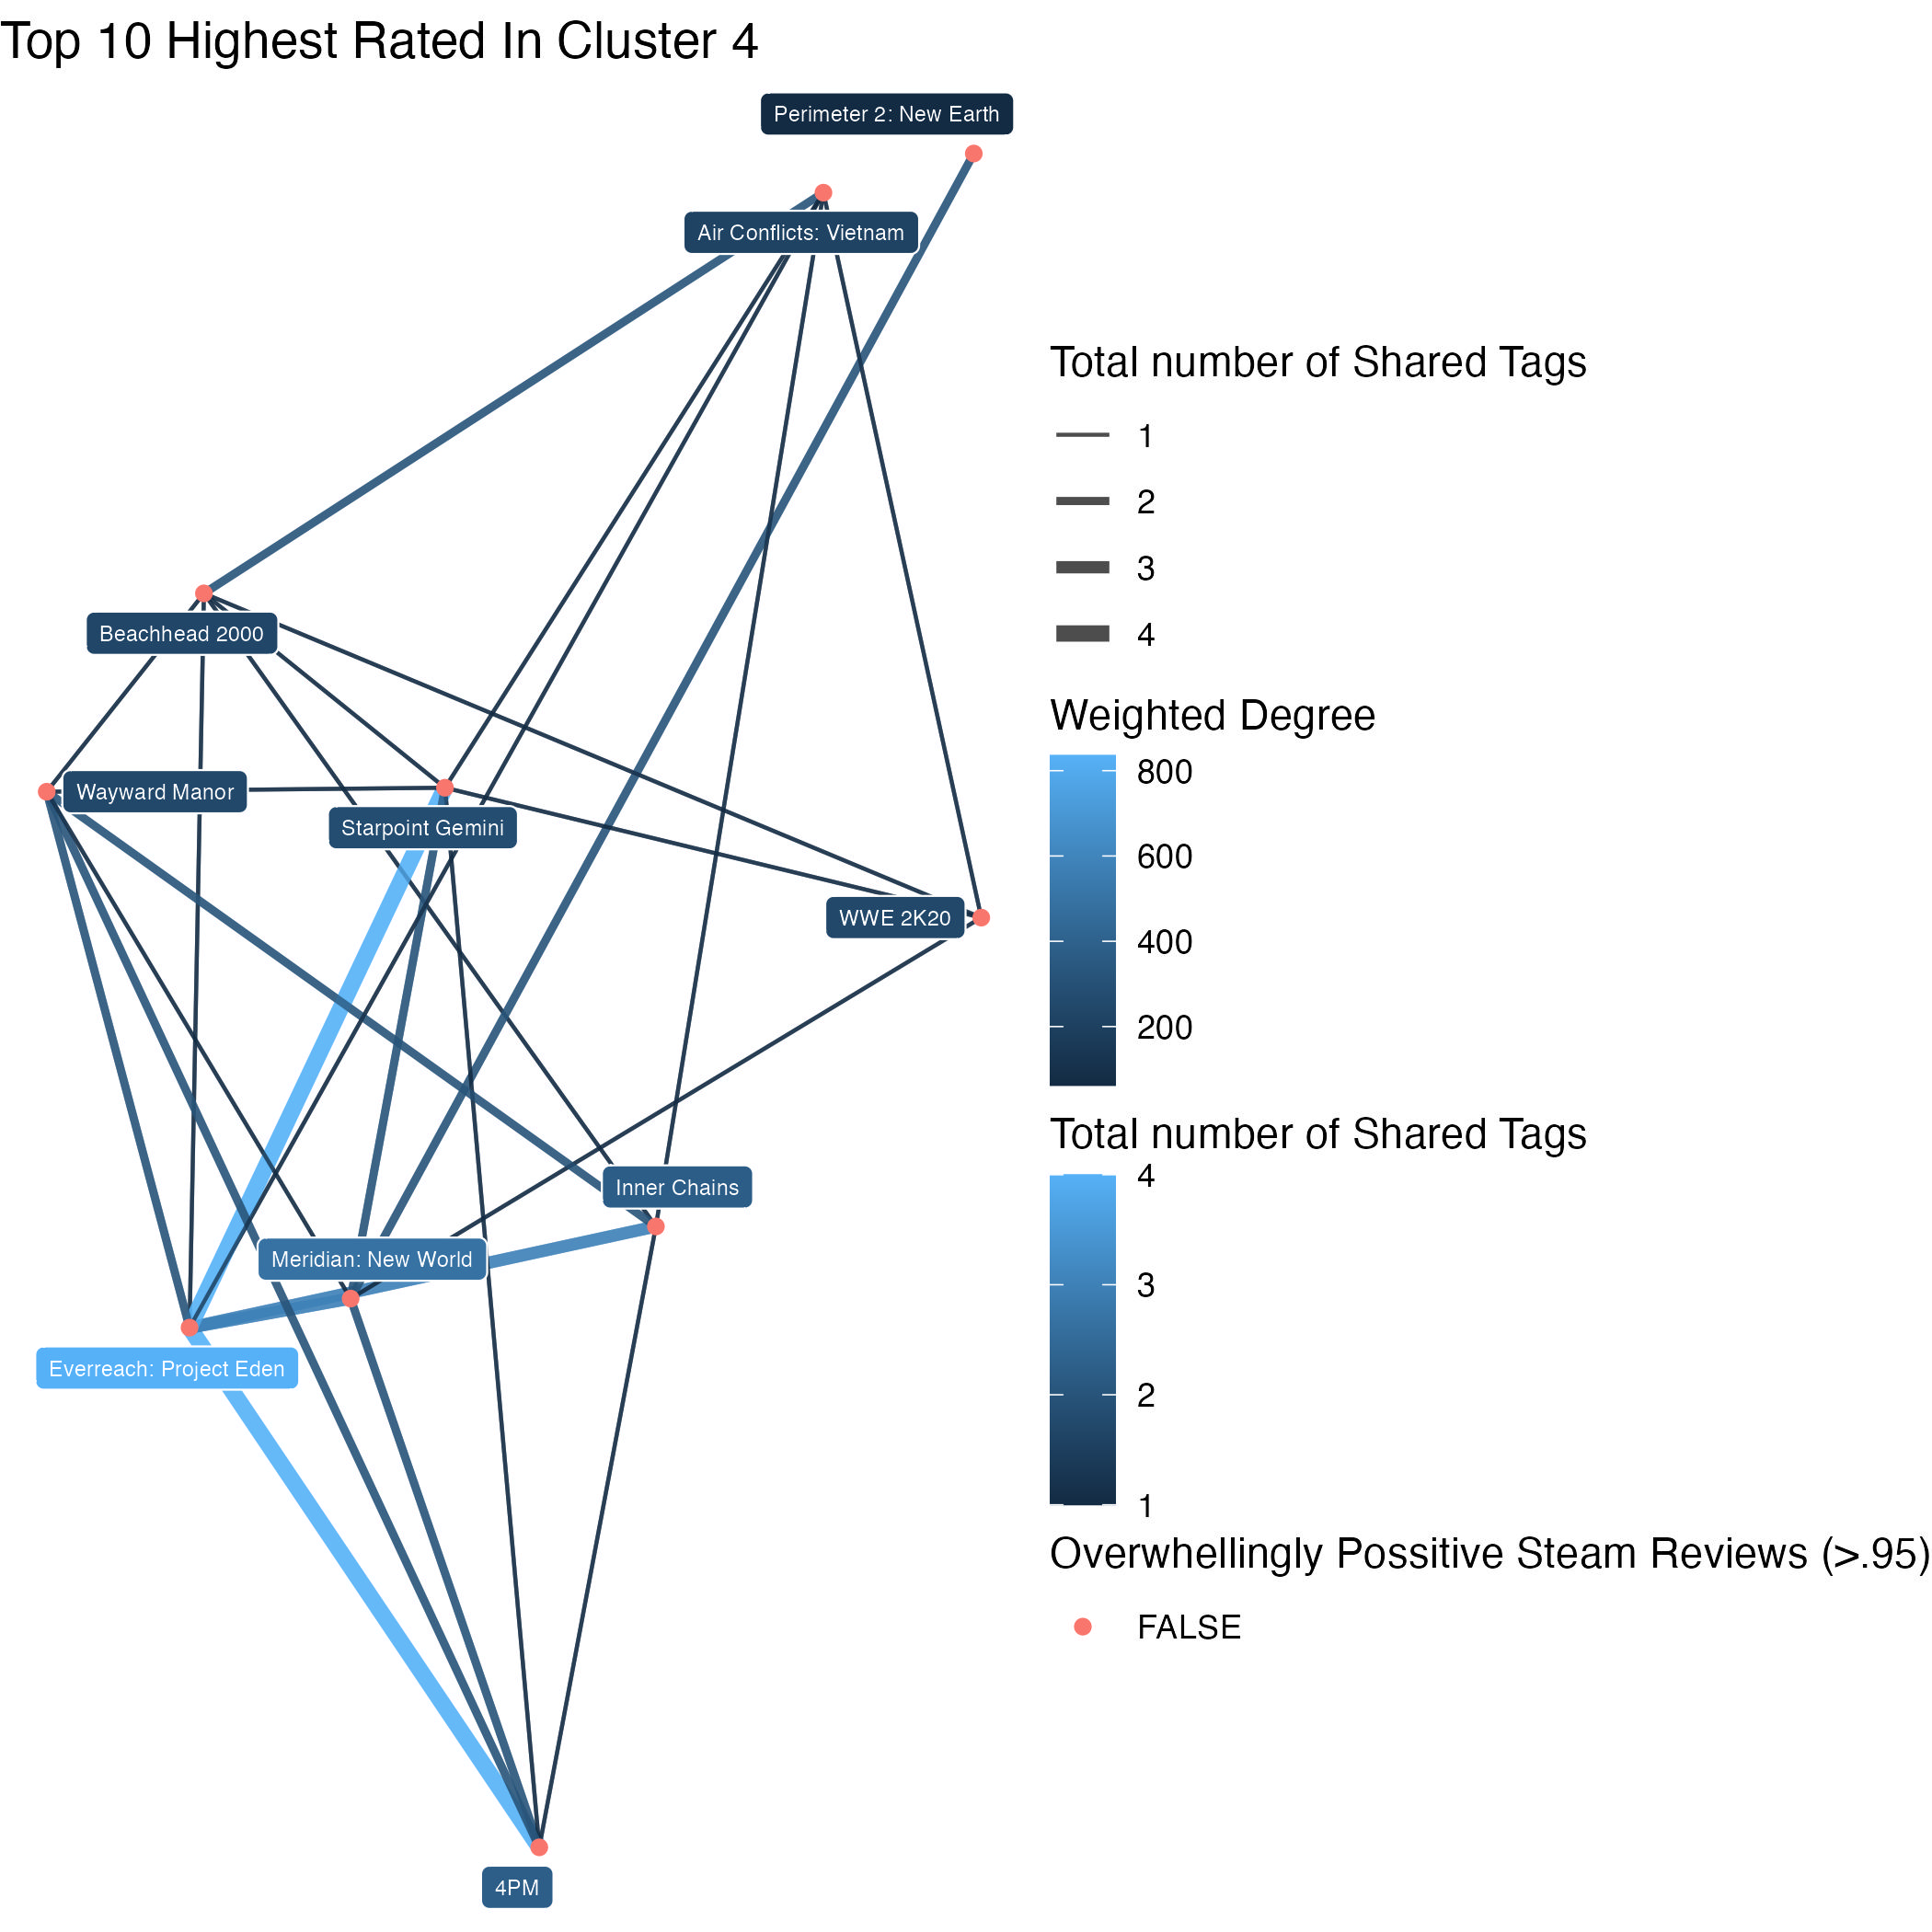 Top 10 Highest Rated In Cluster 4
Perimeter 2: New Earth
Air Conflicts: Vietnam
Beachhead 2000
Wayward Manor
Starpoint Gemini
WWE 2K20
Inner Chains
Meridian: New World
Everreach: Project Eden
4PM
Total number of Shared Tags
1
2
3
4
Weighted Degree
800
600
400
200
Total number of Shared Tags
4
3
2
1
Overwhellingly Possitive Steam Reviews (>.95)
FALSE